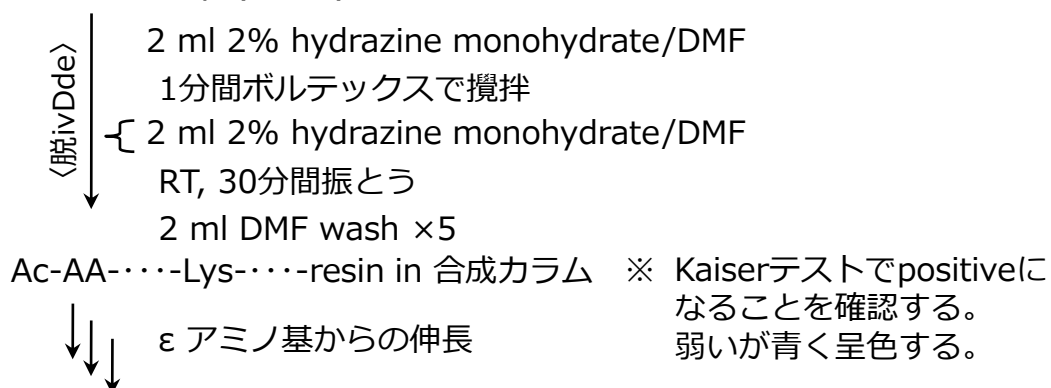 2 ml 2% hydrazine monohydrate/DMF
1分間ボルテックスで攪拌
〈脱ivDde〉
2 ml 2% hydrazine monohydrate/DMF
RT, 30分間振とう
2 ml DMF wash ×5
Ac-AA-････-Lys-････-resin in 合成カラム ※ Kaiserテストでpositiveに
なることを確認する。
ε アミノ基からの伸長
弱いが青く呈色する。